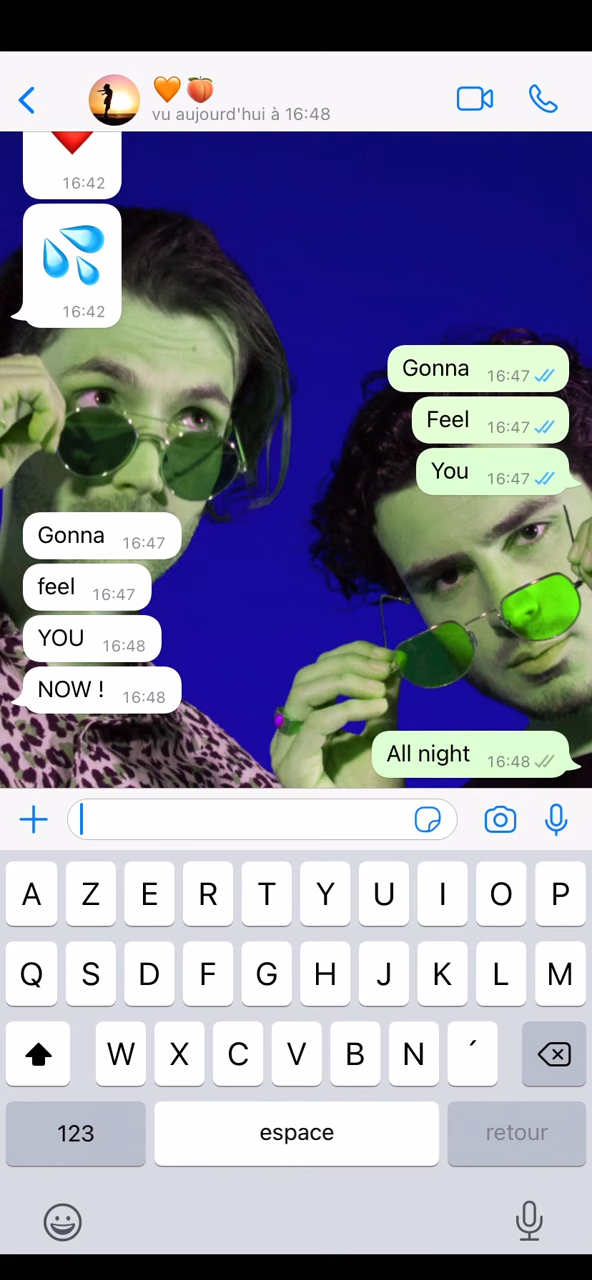 🧡🍑
vu aujourd'hui à 16:48
16:42
16:42
Gonna 16:47
Feel 16:47
You 16:47
Gonna 16:47
feel 16:47
YOU 16:48
NOW ! 16:48
All night 16:48
A Z E R T Y U I O P
Q S D F G H J K L M
W X C V B N ´
123 espace retour